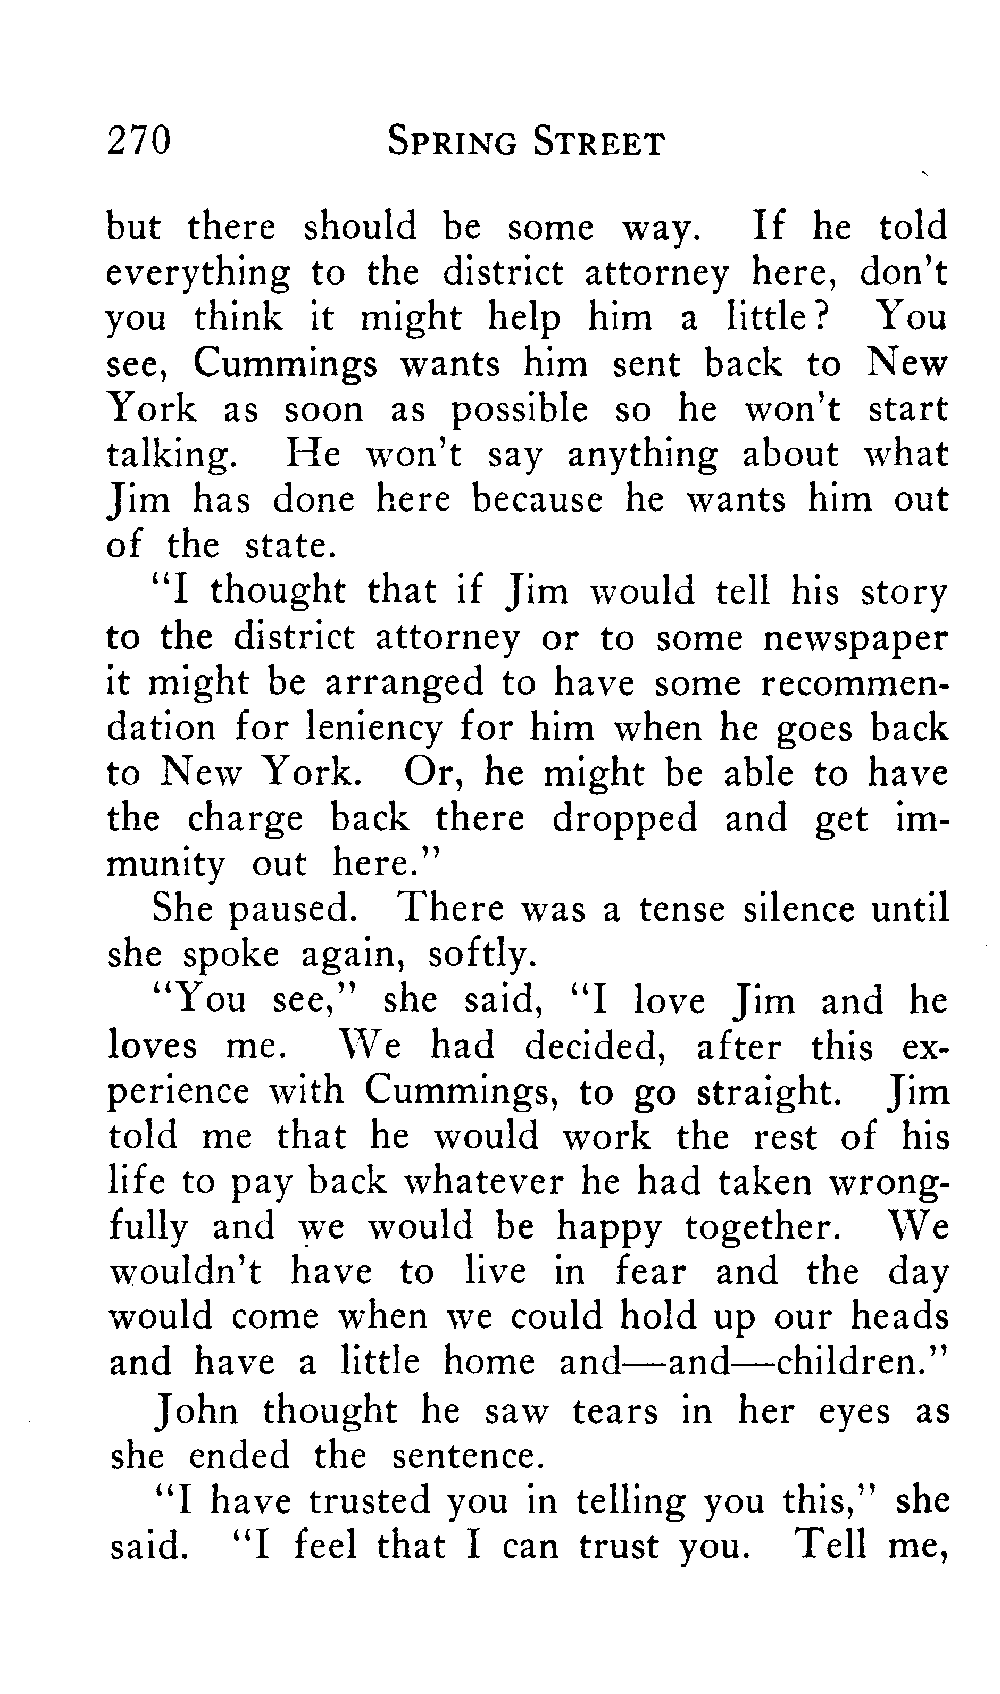 270 SPRING STREET
but there should be some way. If he told
everything to the district attorney here, don't
you think it might help him a little? You
see, Cummings wants him sent back to New
York as soon as possible so he won't start
talking. He won't say anything about what
Jim has done here because he wants him out
of the state.
"I thought that if Jim would tell his story
to the district attorney or to some newspaper
it might be arranged to have some recommen-
dation for leniency for him when he goes back
to New York. Or, he might be able to have
the charge back there dropped and get im-
munity out here."
She paused. There was a tense silence until
she spoke again, softly.
"You see," she said, "I love Jim and he
loves me. We had decided, after this ex-
perience with Cummings, to go straight. Jim
told me that he would work the rest of his
life to pay back whatever he had taken wrong-
fully and we would be happy together. We
wouldn't have to live in fear and the day
would come when we could hold up our heads
and have a little home and—and—children."
John thought he saw tears in her eyes as
she ended the sentence.
"I have trusted you in telling you this," she
said. "I feel that I can trust you. Tell me,